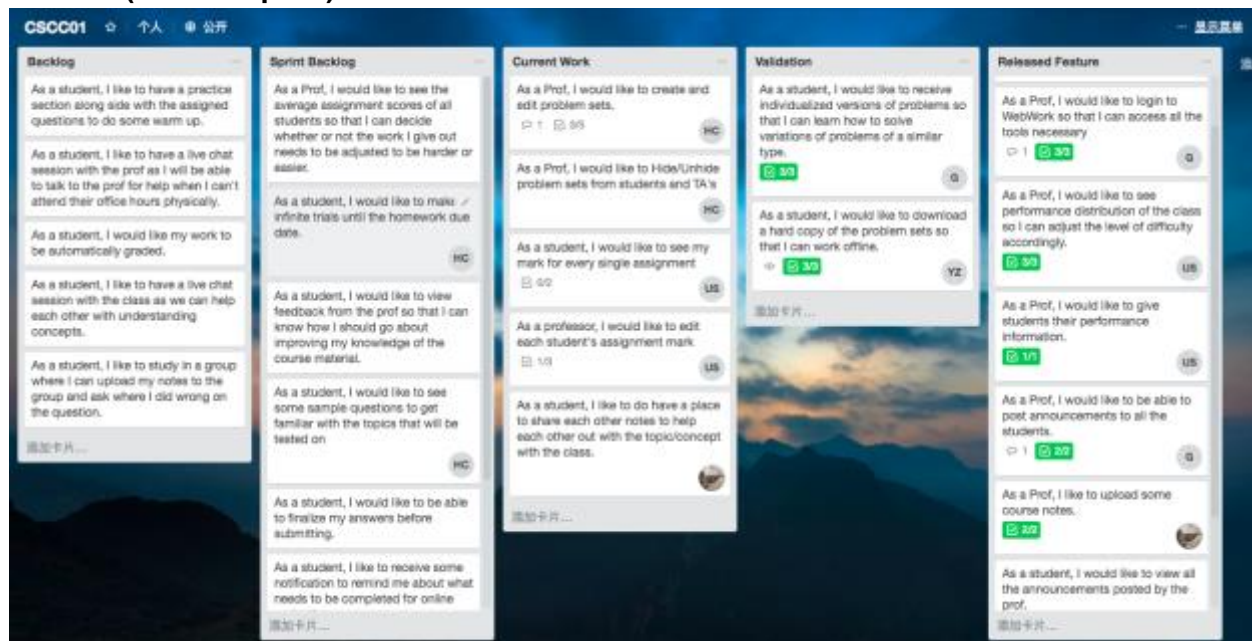 CSCC01 ☆ 个人 公开
显示菜单
Backlog
As a student, I like to have a practice
section along side with the assigned
questions to do some warm up.
As a student, I like to have a live chat
session with the prof as I will be able
to talk to the prof for help when I can't
attend their office hours physically.
As a student, I would like my work to
be automatically graded.
As a student, I like to have a live chat
session with the class as we can help
each other with understanding
concepts.
As a student, I like to study in a group
where I can upload my notes to the
group and ask where I did wrong on
the question.
添加卡片...
Sprint Backlog
As a Prof, I would like to see the
average assignment scores of all
students so that I can decide
whether or not the work I give out
needs to be adjusted to be harder or
easier.
As a student, I would like to make
infinite trials until the homework due
date.
HC
As a student, I would like to view
feedback from the prof so that I can
know how I should go about
improving my knowledge of the
course material.
As a student, I would like to see
some sample questions to get
familiar with the topics that will be
tested on
HC
As a student, I would like to be able
to finalize my answers before
submitting.
As a student, I like to receive some
notification to remind me about what
needs to be completed for online
添加卡片...
Current Work
As a Prof, I would like to create and
edit problem sets.
1
HC
As a Prof, I would like to Hide/Unhide
problem sets from students and TA's
HC
As a student, I would like to see my
mark for every single assignment
0/2
US
As a professor, I would like to edit
each student's assignment mark
1/3
US
As a student, I like to do have a place
to share each other notes to help
each other out with the topic/concept
with the class.
添加卡片...
Validation
As a student, I would like to receive
individualized versions of problems so
that I can learn how to solve
variations of problems of a similar
type.
3/3
G
As a student, I would like to download
a hard copy of the problem sets so
that I can work offline.
3/3
YZ
添加卡片...
Released Feature
As a Prof, I would like to login to
WebWork so that I can access all the
tools necessary
1 3/3
G
As a Prof, I would like to see
performance distribution of the class
so I can adjust the level of difficulty
accordingly.
3/3
US
As a Prof, I would like to give
students their performance
information.
1/1
US
As a Prof, I would like to be able to
post announcements to all the
students.
1 2/2
G
As a Prof, I like to upload some
course notes.
2/2
As a student, I would like to view all
the announcements posted by the
prof.
添加卡片...